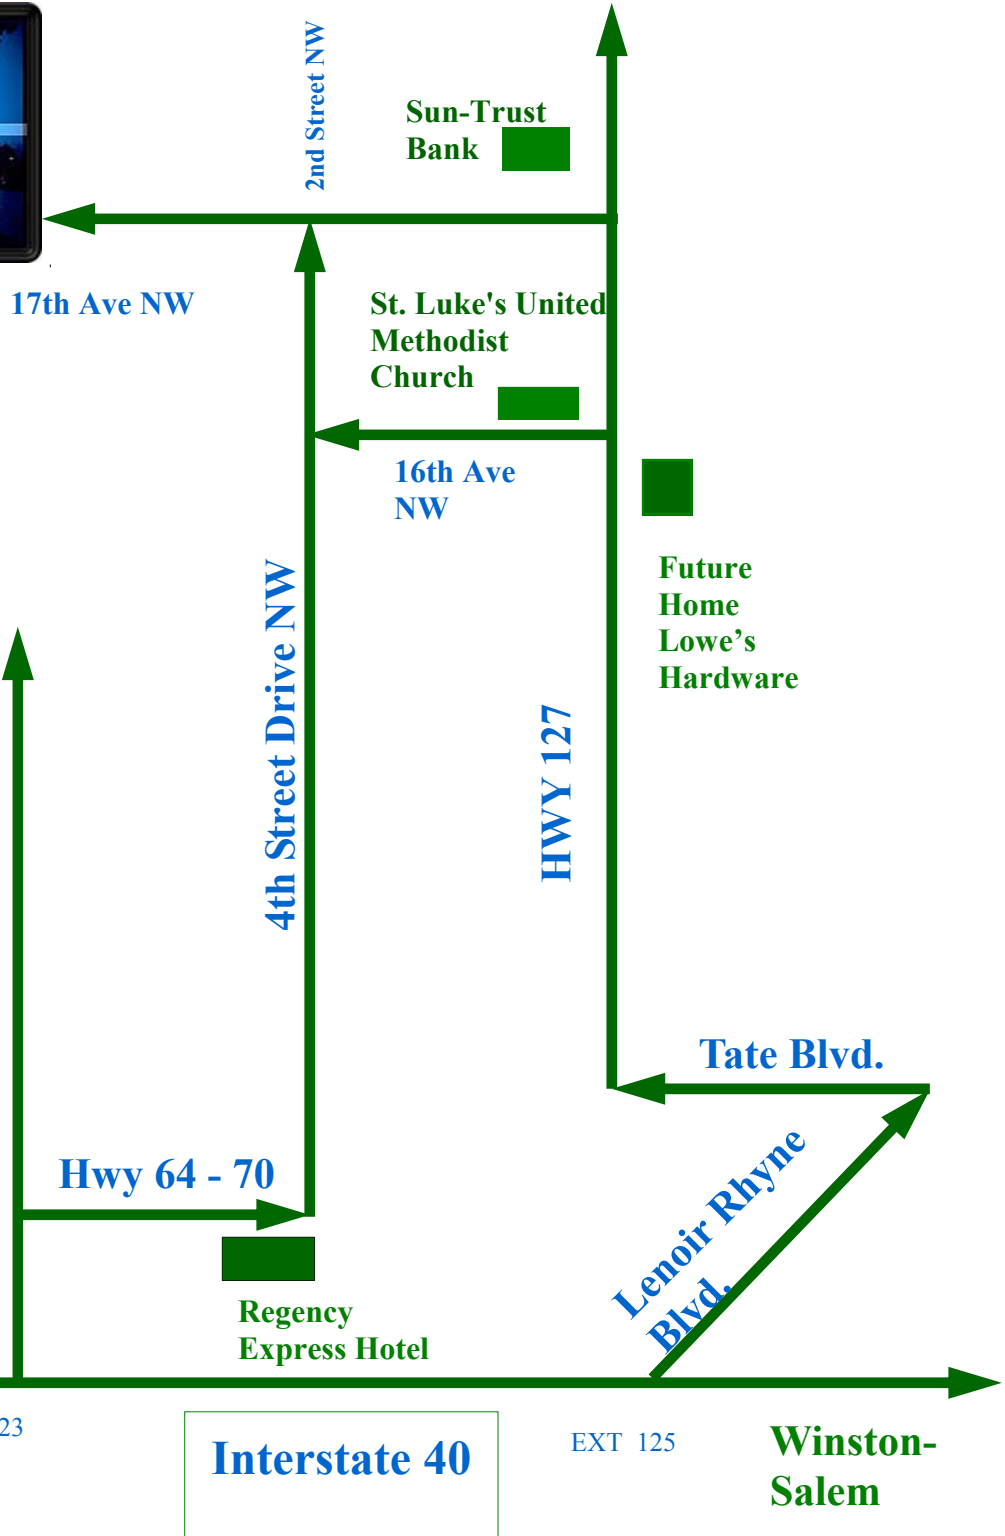 2nd Street NW
Sun-Trust
Bank
17th Ave NW
St. Luke's United
Methodist
Church
16th Ave
NW
Future
Home
Lowe’s
Hardware
4th Street Drive NW
HWY 127
Tate Blvd.
Hwy 64 - 70
Lenoir Rhyne
Blvd.
Regency
Express Hotel
23
Interstate 40
EXT 125
Winston-
Salem